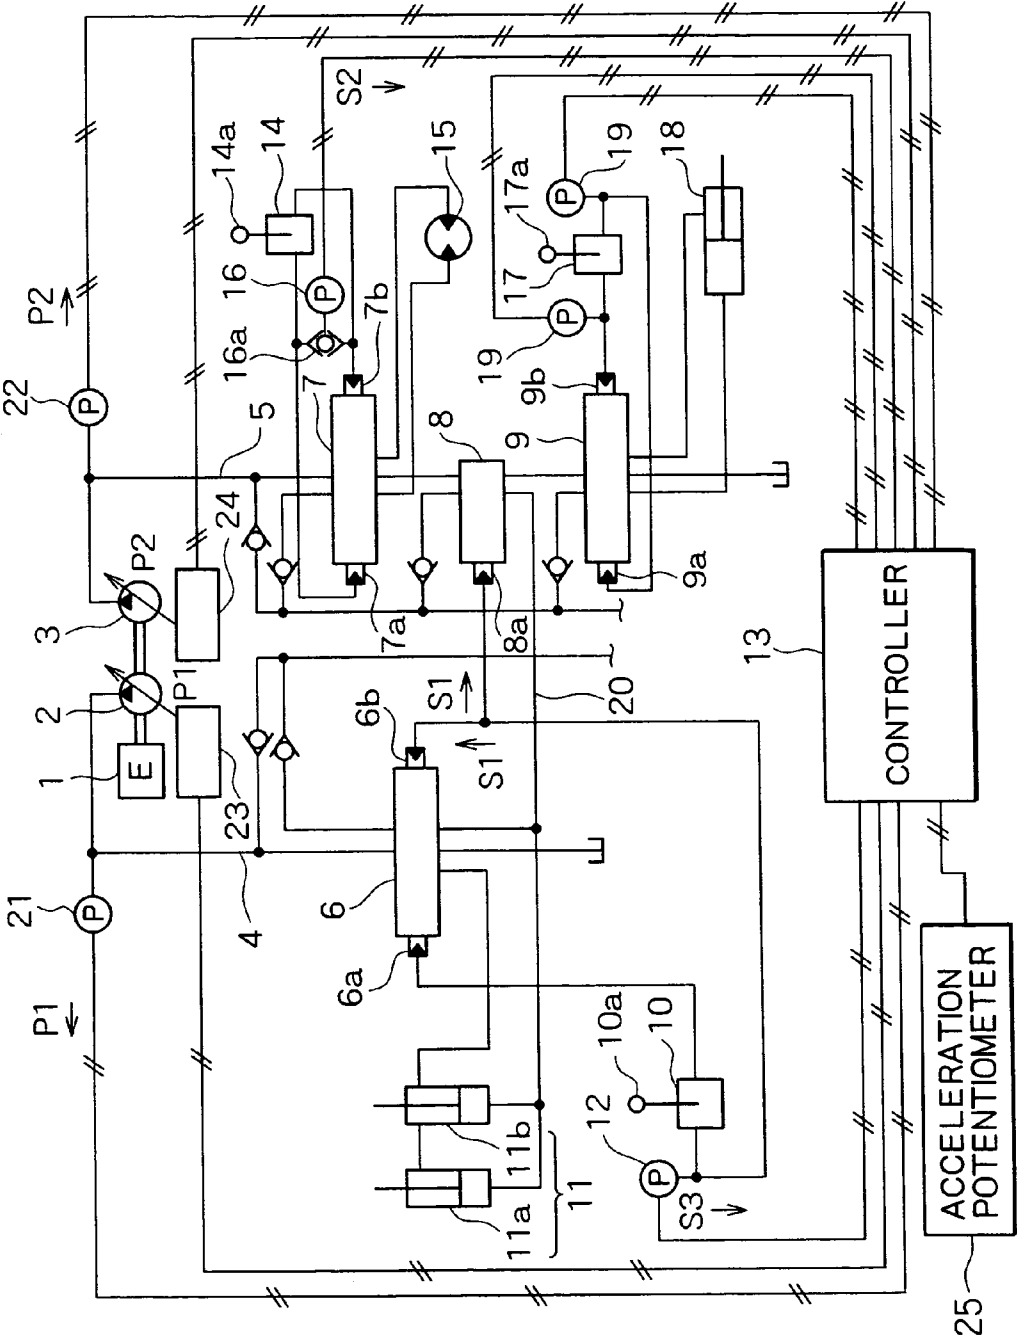 P1
21
4
6a
6
6b
S1
S1
1
E
2
P1
3
P2
23
24
5
22
P2
P
P
7
7a
7b
16a
16
P
14a
14
S2
15
8
8a
9
9a
9b
17
17a
19
P
19
P
18
20
11a
11b
11
12
P
S3
10a
10
13
CONTROLLER
ACCELERATION
POTENTIOMETER
25